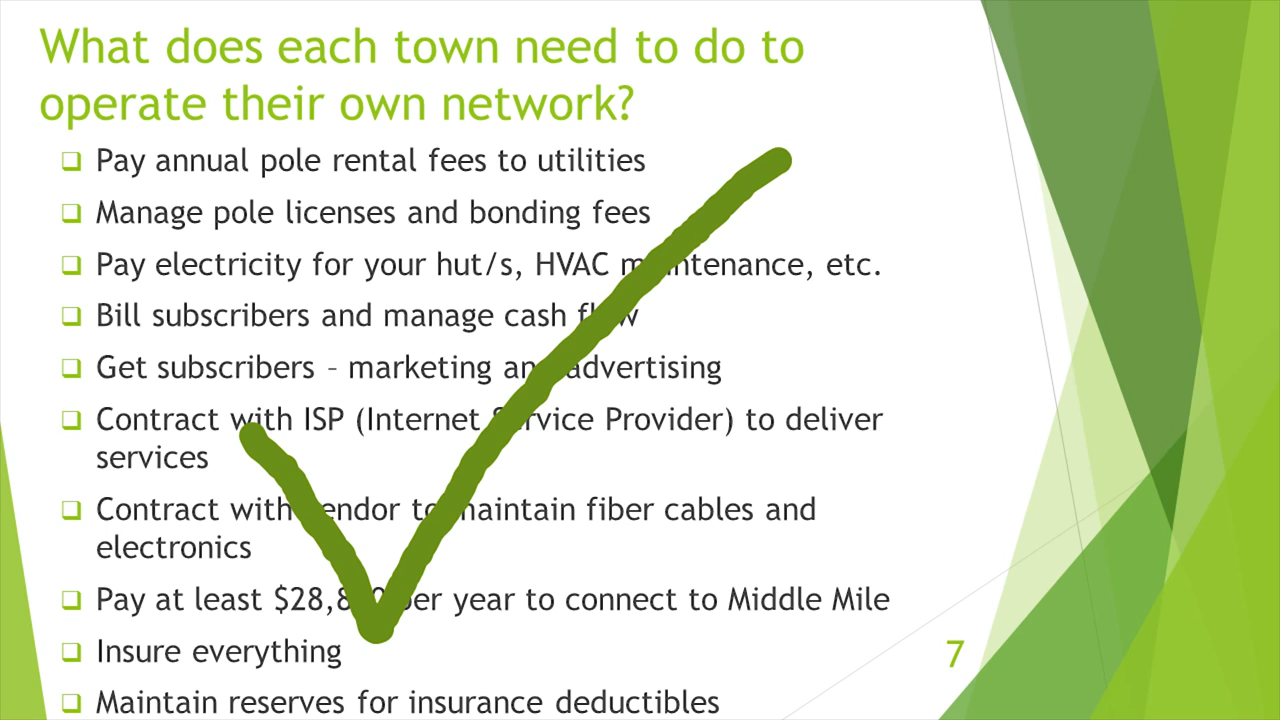 What does each town need to do to
operate their own network?
Pay annual pole rental fees to utilities
Manage pole licenses and bonding fees
Pay electricity for your hut/s, HVAC maintenance, etc.
Bill subscribers and manage cash flow
Get subscribers – marketing and advertising
Contract with ISP (Internet Service Provider) to deliver
services
Contract with vendor to maintain fiber cables and
electronics
Pay at least per year to connect to Middle Mile
Insure everything
7
Maintain reserves for insurance deductibles